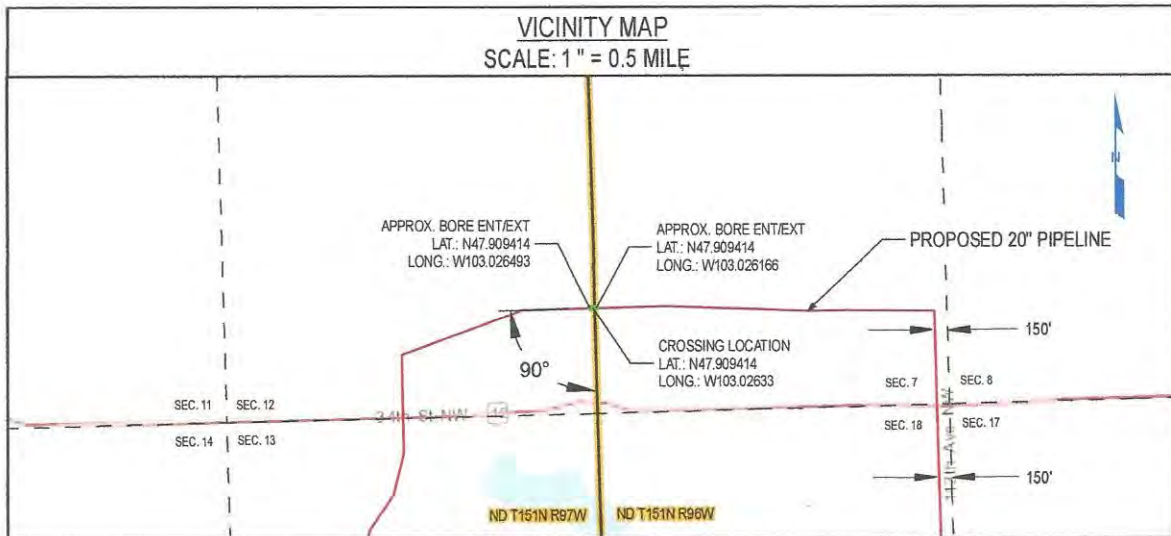 VICINITY MAP
SCALE: 1 " = 0.5 MILE
N
APPROX. BORE ENT/EXT
LAT.: N47.909414
LONG.: W103.026493
APPROX. BORE ENT/EXT
LAT.: N47.909414
LONG.: W103.026166
PROPOSED 20" PIPELINE
150'
CROSSING LOCATION
LAT.: N47.909414
LONG.: W103.02633
90°
SEC. 11
SEC. 12
SEC. 7
SEC. 8
34th St NW
SEC. 14
SEC. 13
SEC. 18
SEC. 17
150'
ND T151N R97W
ND T151N R96W